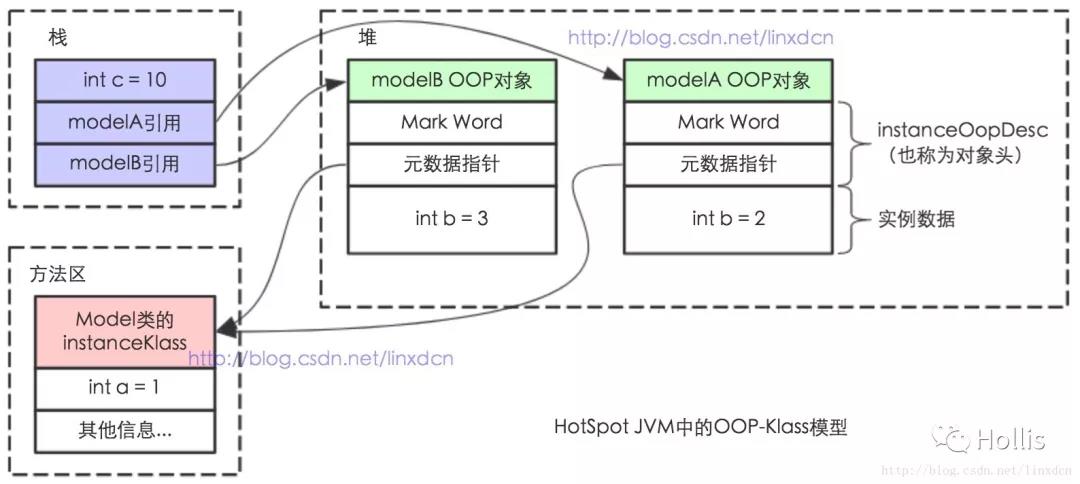 栈
int c = 10
modelA引用
modelB引用
堆
http://blog.csdn.net/linxdcn
modelB OOP对象
Mark Word
元数据指针
int b = 3
modelA OOP对象
Mark Word
元数据指针
int b = 2
instanceOopDesc
（也称为对象头）
实例数据
方法区
Model类的
instanceKlass
http://blog.csdn.net/linxdcn
int a = 1
其他信息...
HotSpot JVM中的OOP-Klass模型
Hollis
http://blog.csdn.net/linxdcn